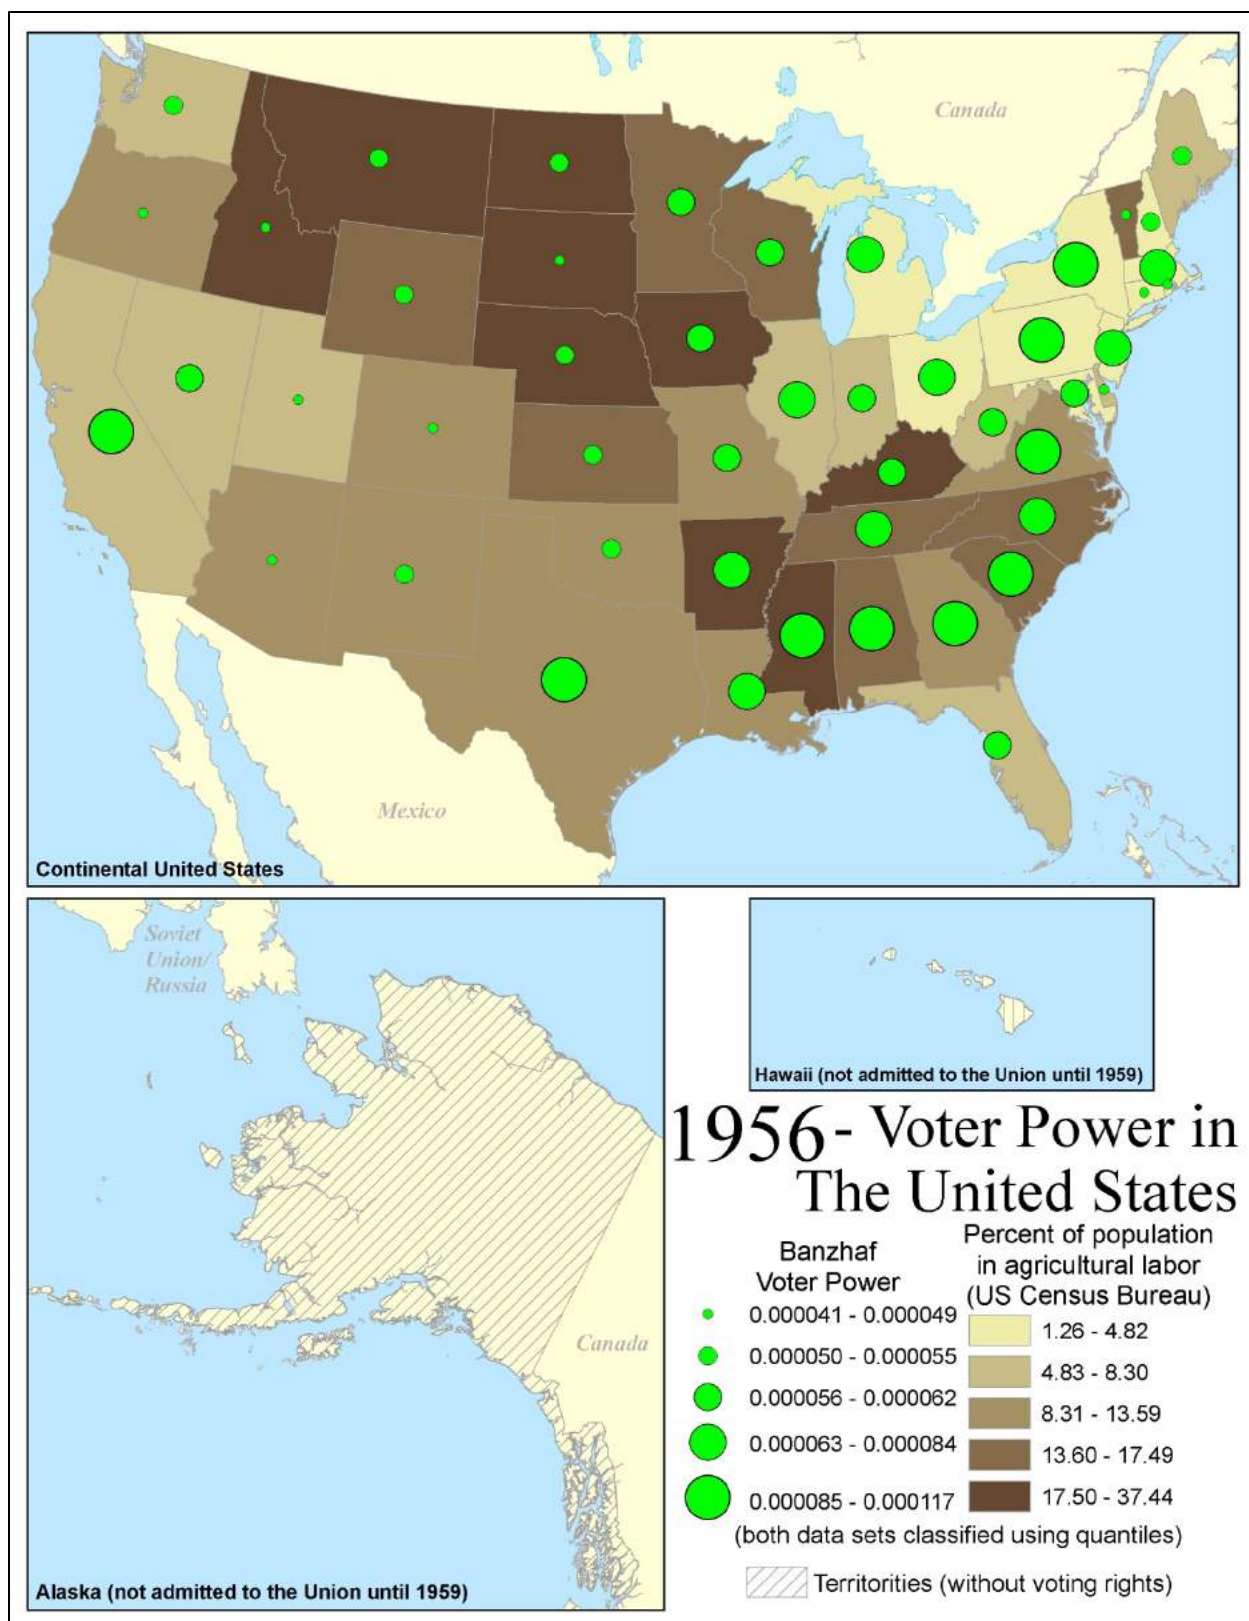 Canada
Mexico
Continental United States
Soviet
Union/
Russia
Canada
Alaska (not admitted to the Union until 1959)
Hawaii (not admitted to the Union until 1959)
1956 - Voter Power in
The United States
Banzhaf
Voter Power
0.000041 - 0.000049
0.000050 - 0.000055
0.000056 - 0.000062
0.000063 - 0.000084
0.000085 - 0.000117
Percent of population
in agricultural labor
(US Census Bureau)
1.26 - 4.82
4.83 - 8.30
8.31 - 13.59
13.60 - 17.49
17.50 - 37.44
(both data sets classified using quantiles)
Territorities (without voting rights)